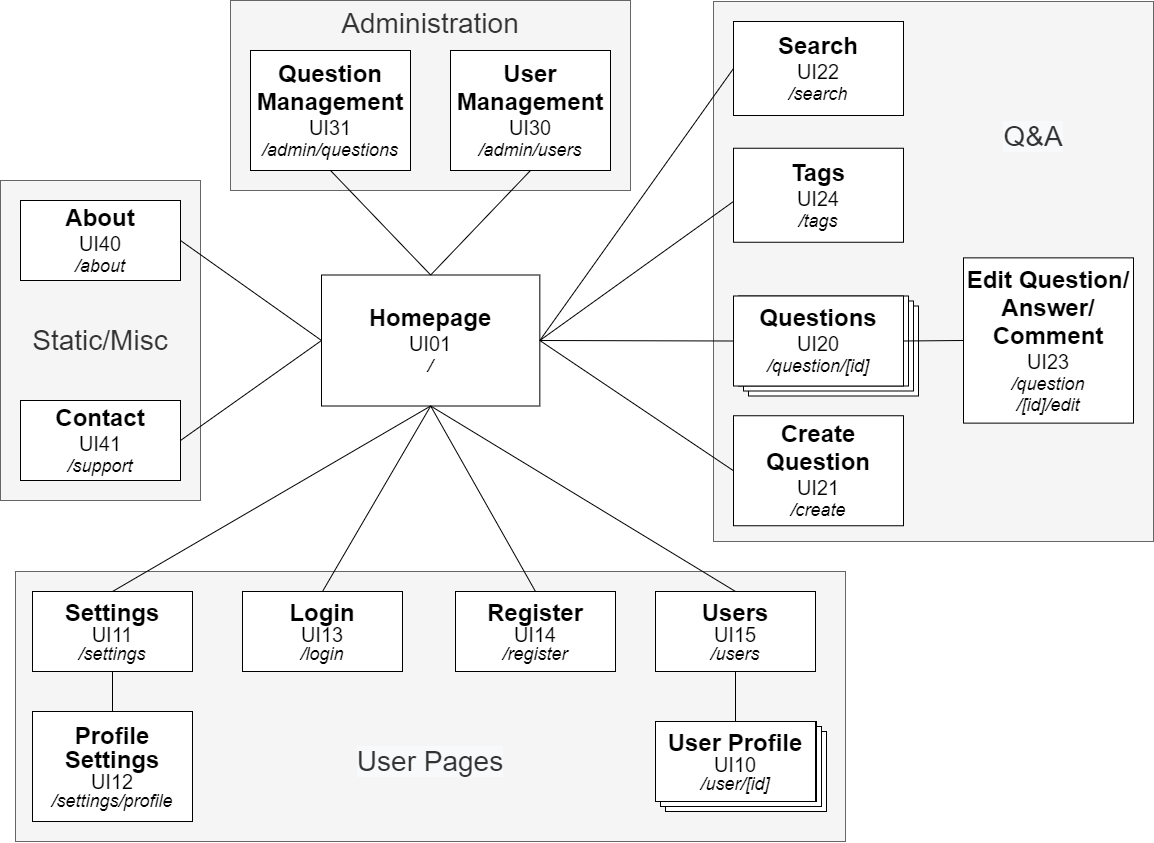 Administration
Question
Management
UI31
/admin/questions
User
Management
UI30
/admin/users
Search
UI22
/search
Q&A
Tags
UI24
/tags
About
UI40
/about
Static/Misc
Contact
UI41
/support
Homepage
UI01
/
Questions
UI20
/question/[id]
Edit Question/
Answer/
Comment
UI23
/question
/[id]/edit
Create
Question
UI21
/create
Settings
UI11
/settings
Login
UI13
/login
Register
UI14
/register
Users
UI15
/users
Profile
Settings
UI12
/settings/profile
User Pages
User Profile
UI10
/user/[id]